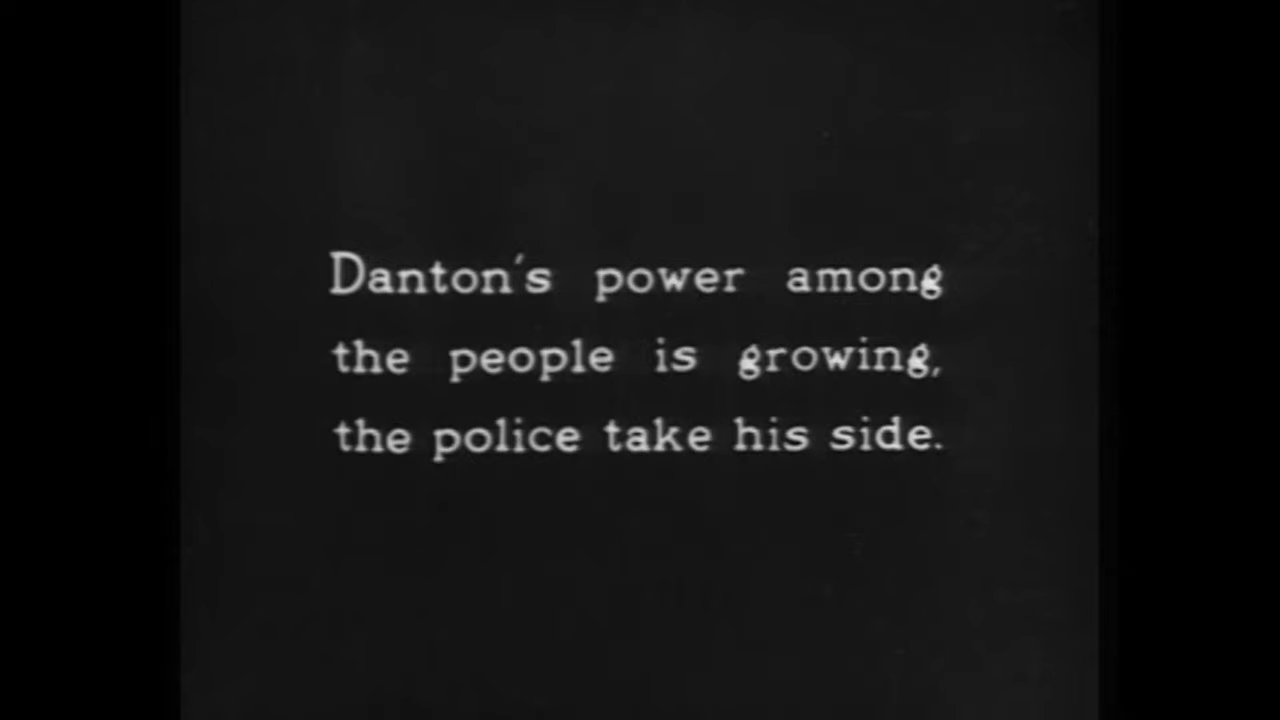 Danton's power among
the people is growing,
the police take his side.